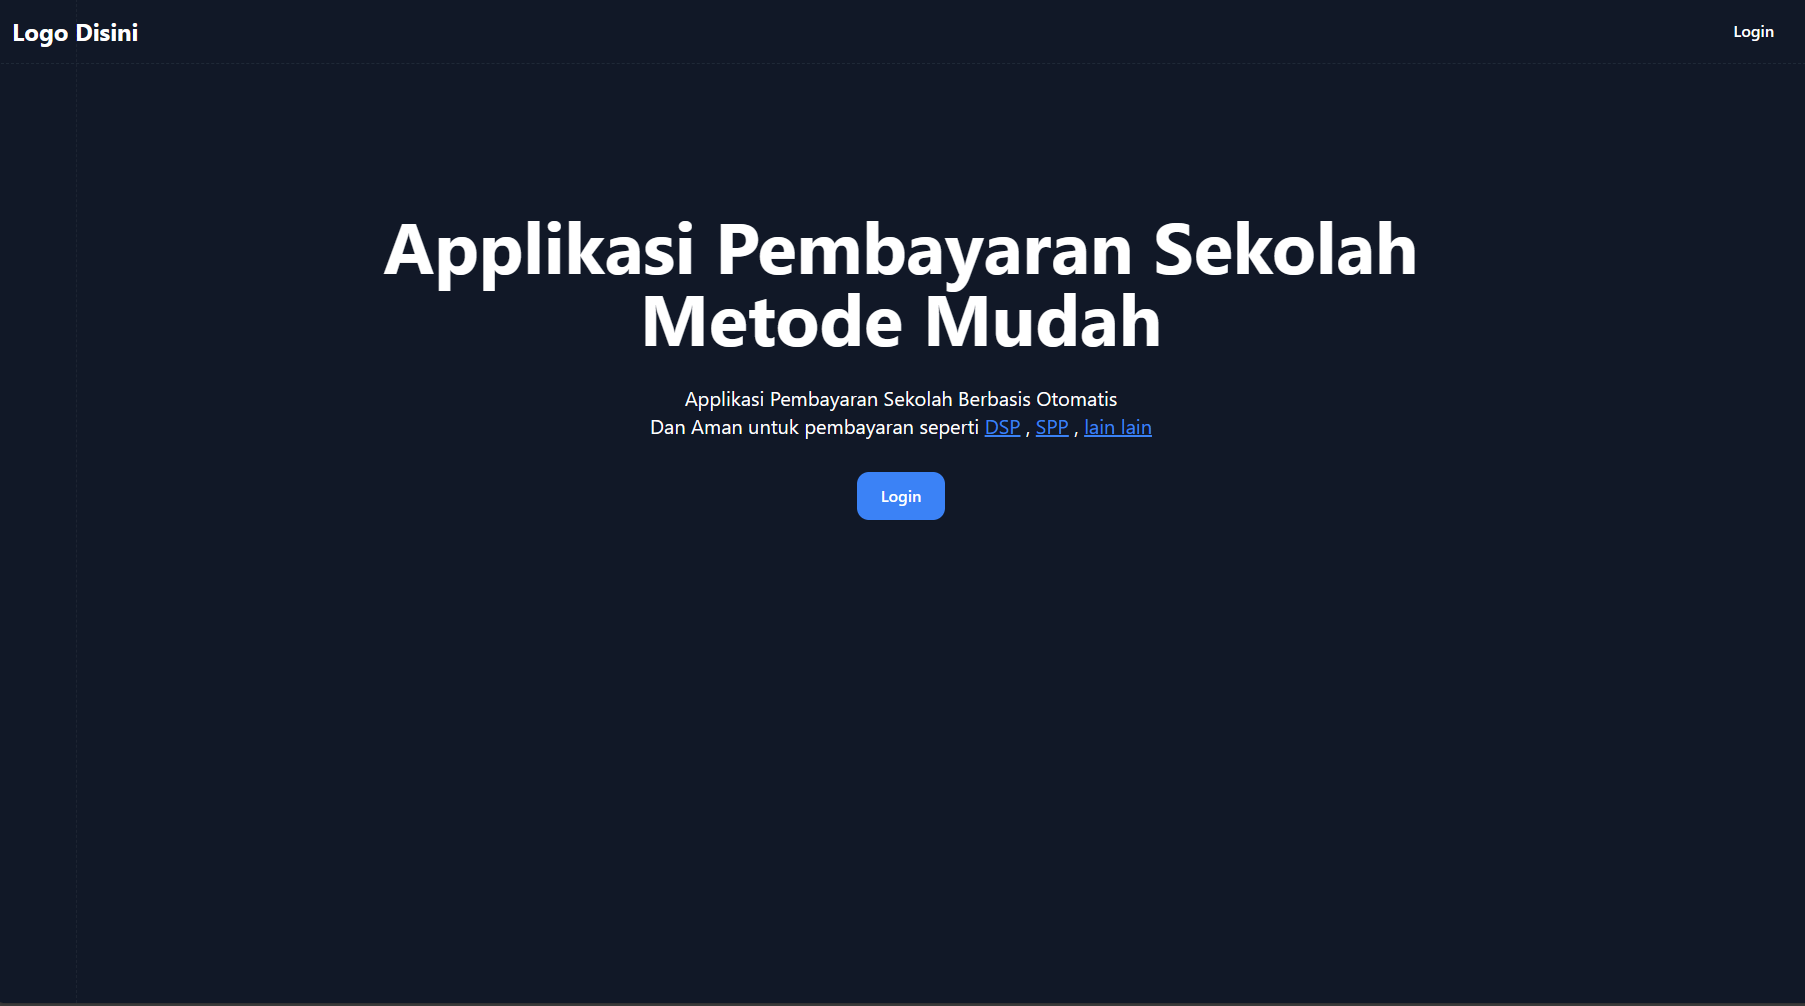 Logo Disini
Login
Applikasi Pembayaran Sekolah
Metode Mudah
Applikasi Pembayaran Sekolah Berbasis Otomatis
Dan Aman untuk pembayaran seperti DSP , SPP , lain lain
Login